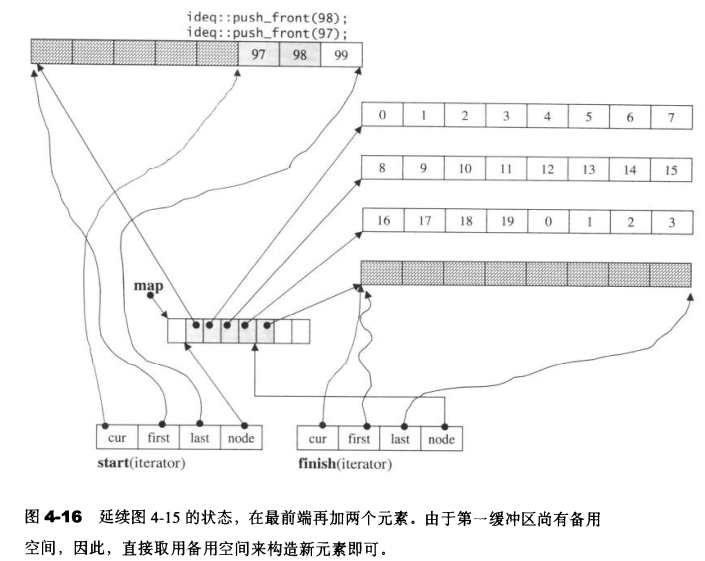 ideq::push_front(98);
ideq::push_front(97);
97 98 99
0 1 2 3 4 5 6 7
8 9 10 11 12 13 14 15
16 17 18 19 0 1 2 3
map
cur first last node
start(iterator)
cur first last node
finish(iterator)
图 4-16 延续图 4-15 的状态，在最前端再加两个元素。由于第一缓冲区尚有备用
空间，因此，直接取用备用空间来构造新元素即可。